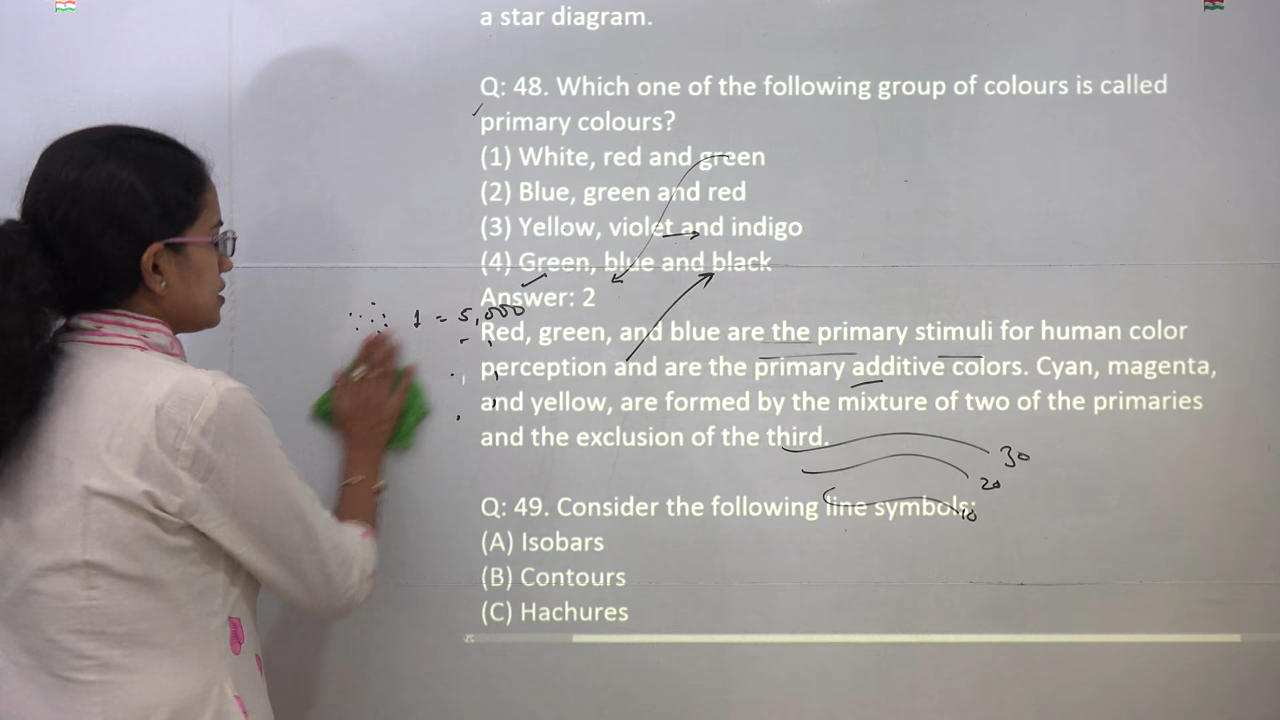 a star diagram.
Q: 48. Which one of the following group of colours is called
primary colours?
(1) White, red and green
(2) Blue, green and red
(3) Yellow, violet and indigo
(4) Green, blue and black
Answer: 2
1 = 5,000
Red, green, and blue are the primary stimuli for human color
perception and are the primary additive colors. Cyan, magenta,
and yellow, are formed by the mixture of two of the primaries
and the exclusion of the third.
30
20
10
Q: 49. Consider the following line symbols:
(A) Isobars
(B) Contours
(C) Hachures